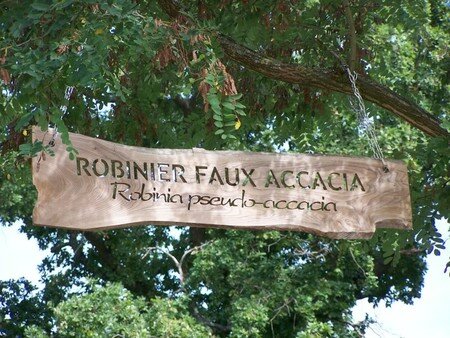 ROBINIER FAUX ACCACIA
Robinia pseudo-accacia